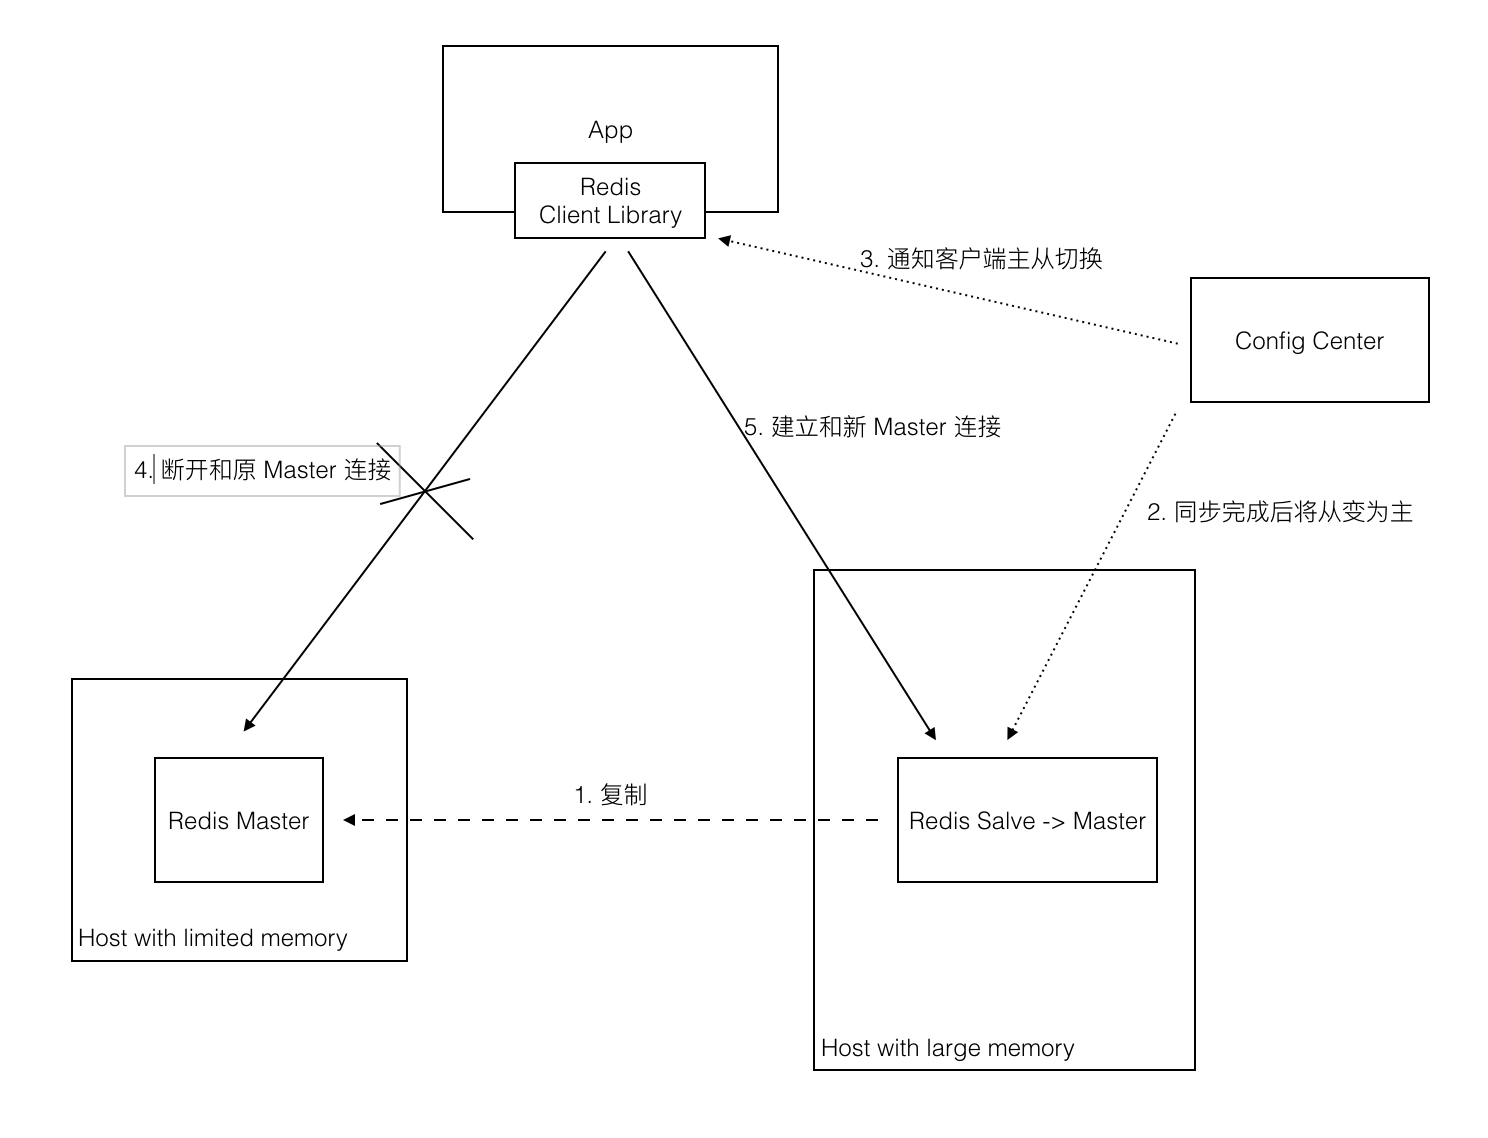 App
Redis
Client Library
3. 通知客户端主从切换
Config Center
5. 建立和新 Master 连接
4. 断开和原 Master 连接
2. 同步完成后将从变为主
1. 复制
Redis Master
Redis Salve -> Master
Host with limited memory
Host with large memory